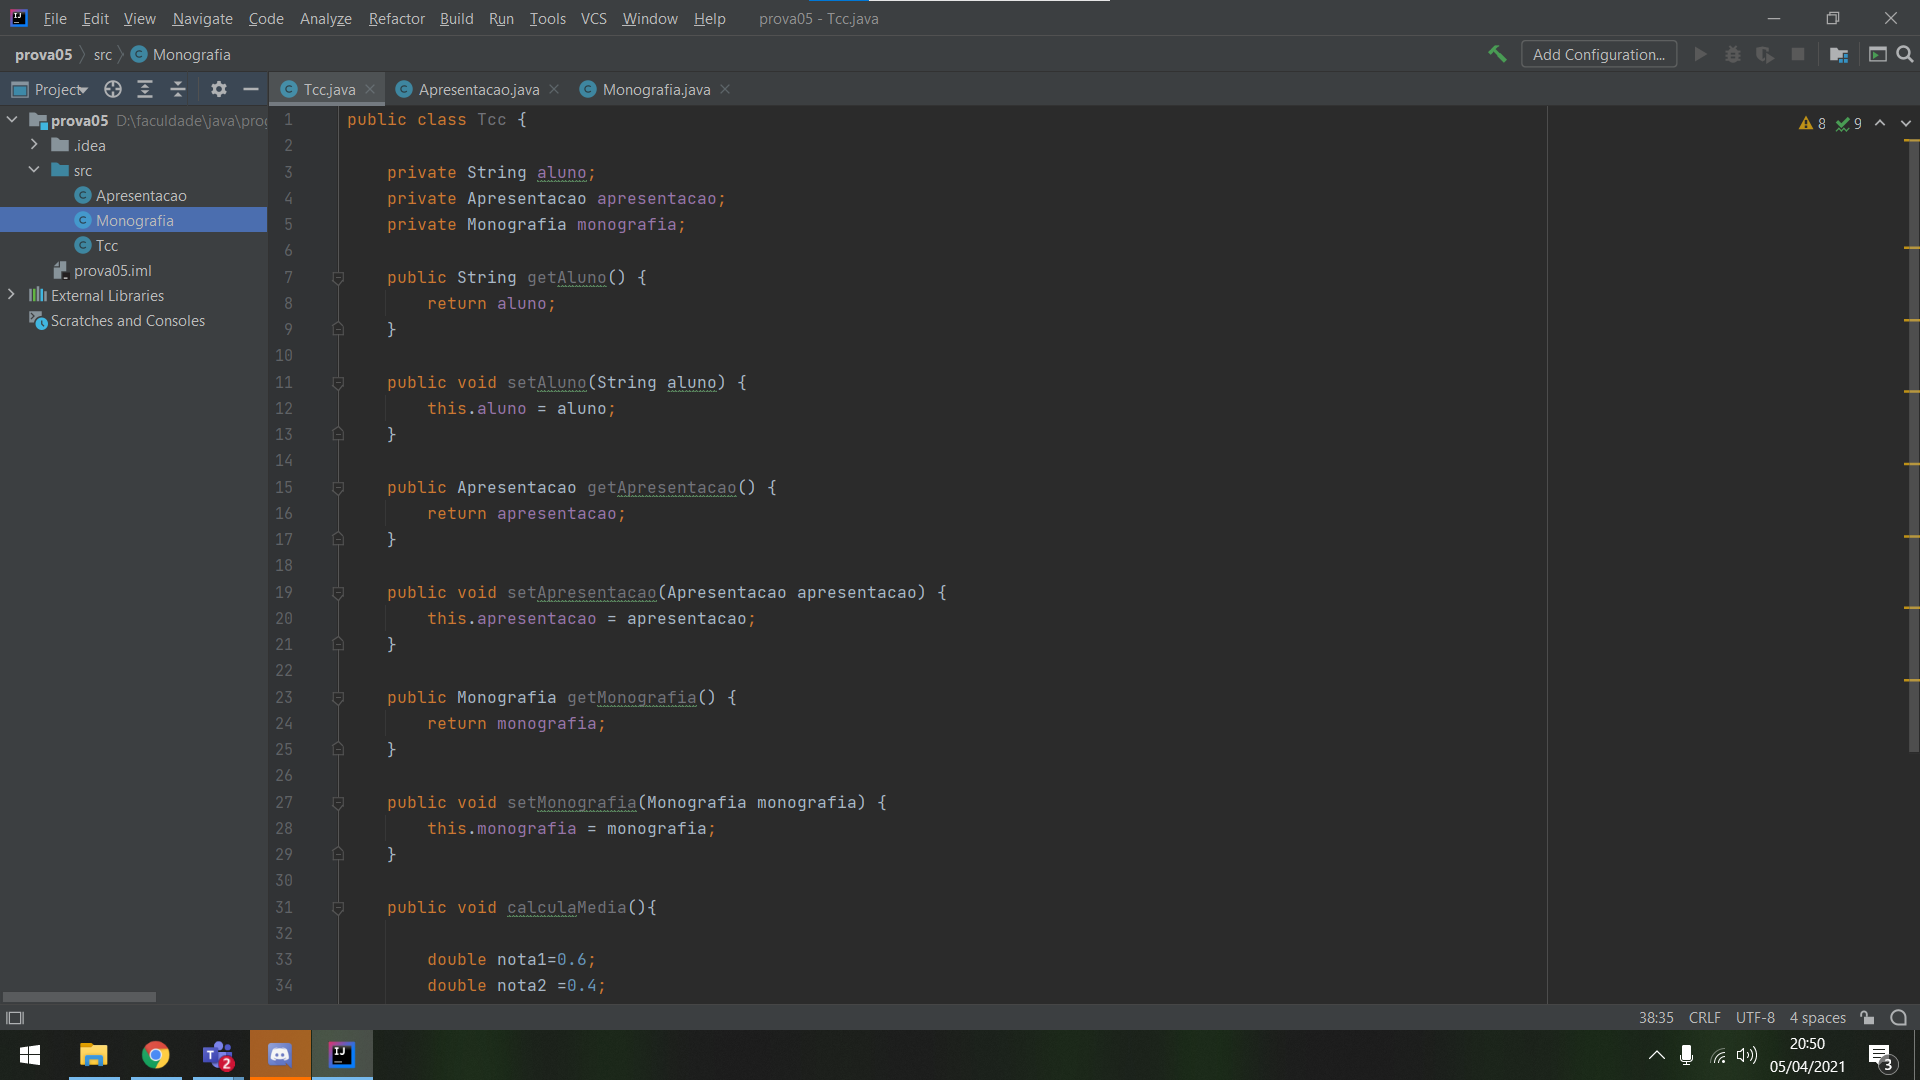 File Edit View Navigate Code Analyze Refactor Build Run Tools VCS Window Help prova05 - Tcc.java
prova05 src Monografia Add Configuration...
Project
Tcc.java Apresentacao.java Monografia.java
prova05 D:\faculdade\java\prog
.idea
src
Apresentacao
Monografia
Tcc
prova05.iml
External Libraries
Scratches and Consoles
8 9
1 public class Tcc {
2
3 private String aluno;
4 private Apresentacao apresentacao;
5 private Monografia monografia;
6
7 public String getAluno() {
8 return aluno;
9 }
10
11 public void setAluno(String aluno) {
12 this.aluno = aluno;
13 }
14
15 public Apresentacao getApresentacao() {
16 return apresentacao;
17 }
18
19 public void setApresentacao(Apresentacao apresentacao) {
20 this.apresentacao = apresentacao;
21 }
22
23 public Monografia getMonografia() {
24 return monografia;
25 }
26
27 public void setMonografia(Monografia monografia) {
28 this.monografia = monografia;
29 }
30
31 public void calculaMedia(){
32
33 double nota1=0.6;
34 double nota2 =0.4;
38:35 CRLF UTF-8 4 spaces
2
20:50
05/04/2021
3